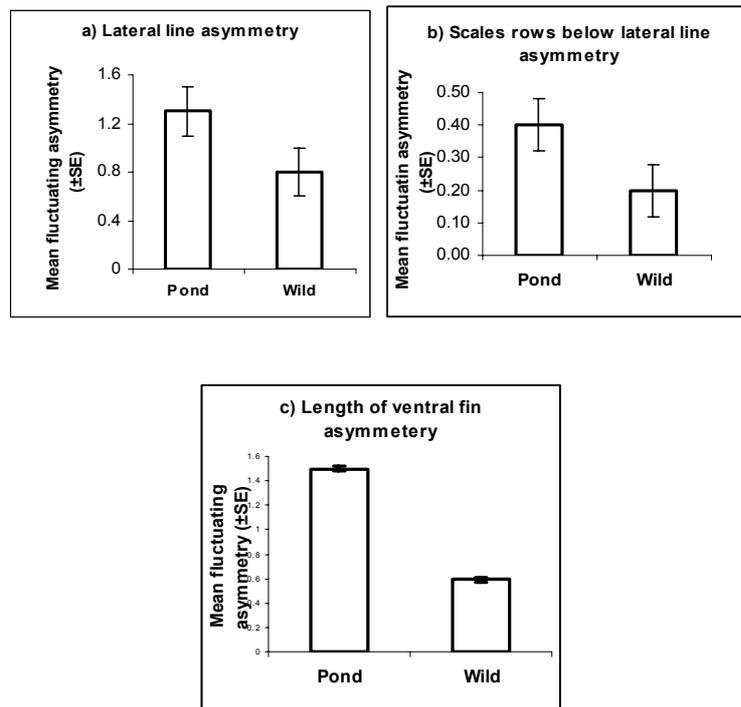 a) Lateral line asymmetry
Mean fluctuating asymmetry
(±SE)
1.6
1.2
0.8
0.4
0
Pond
Wild
b) Scales rows below lateral line
asymmetry
Mean fluctuatin asymmetry
(±SE)
0.50
0.40
0.30
0.20
0.10
0.00
Pond
Wild
c) Length of ventral fin
asymmetery
Mean fluctuating
asymmetry (±SE)
1.6
1.4
1.2
1
0.8
0.6
0.4
0.2
0
Pond
Wild